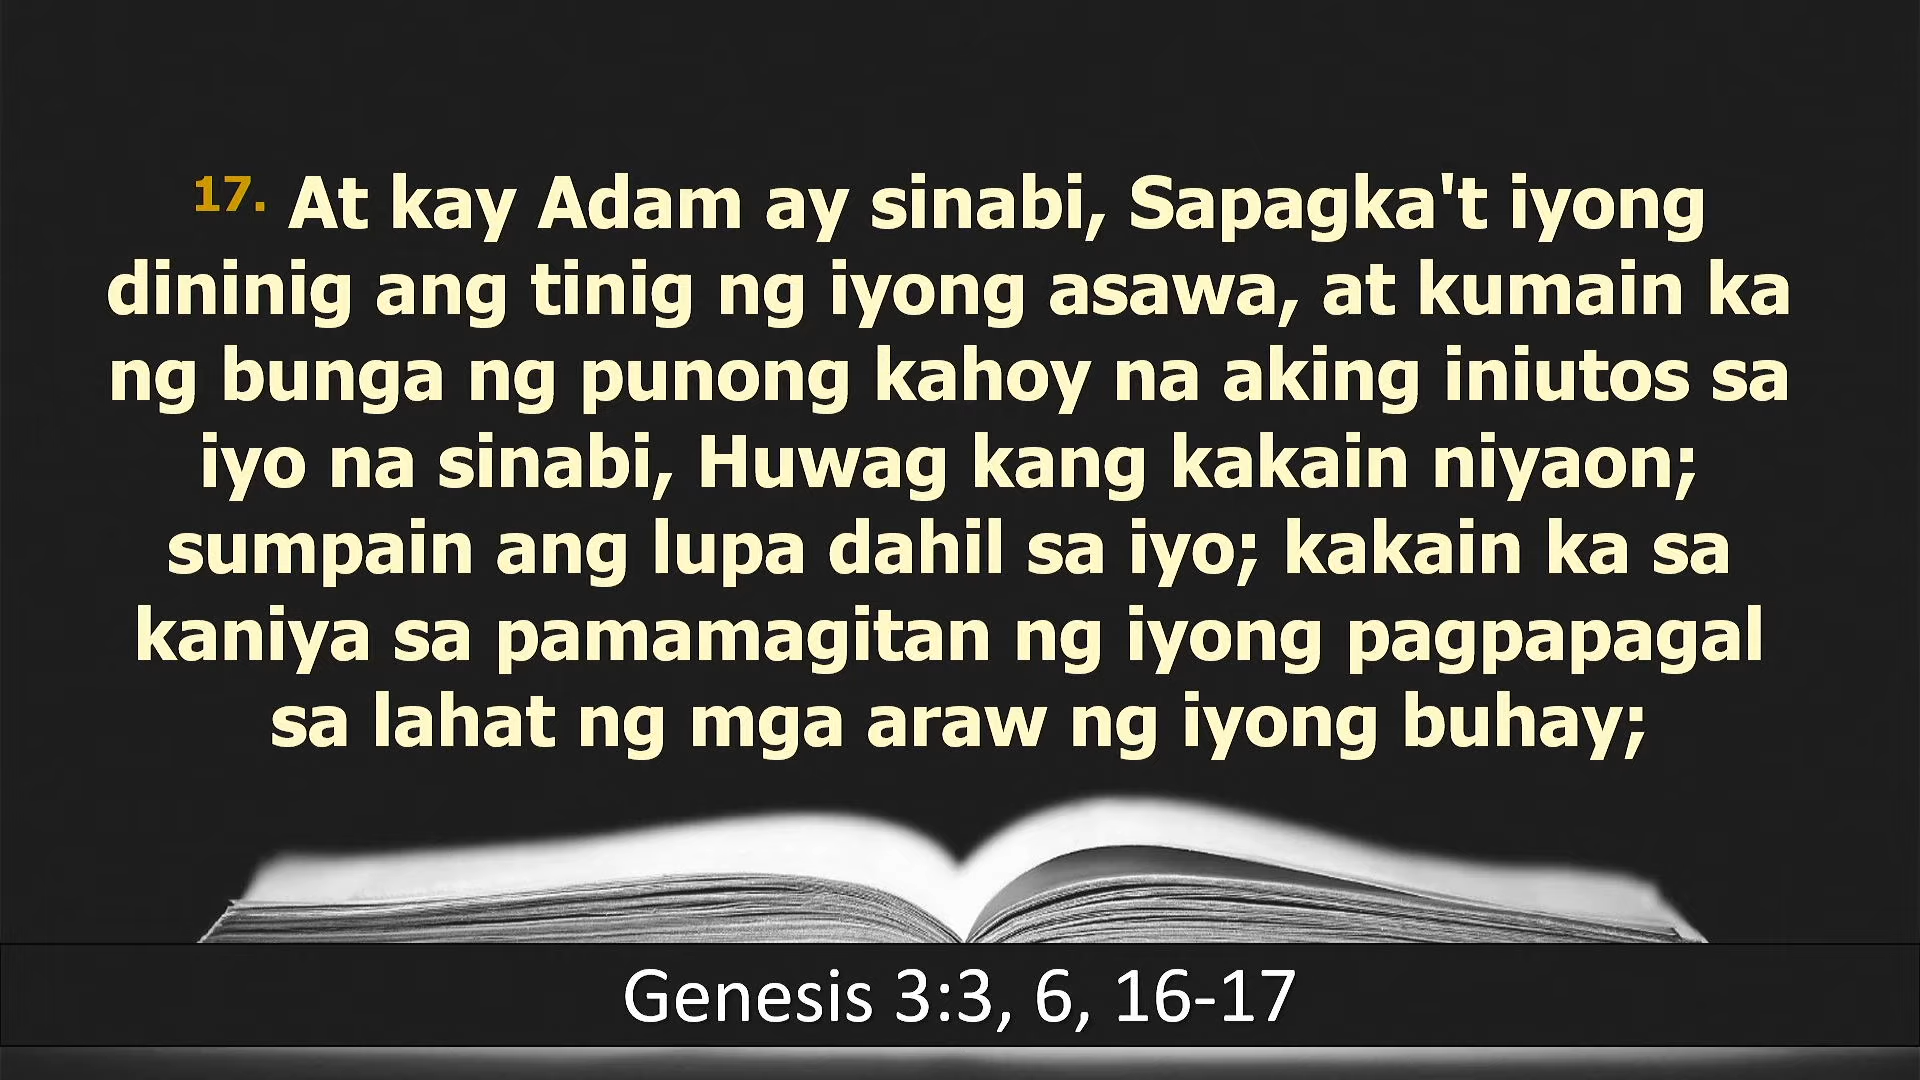 17. At kay Adam ay sinabi, Sapagka't iyong
dininig ang tinig ng iyong asawa, at kumain ka
ng bunga ng punong kahoy na aking iniutos sa
iyo na sinabi, Huwag kang kakain niyaon;
sumpain ang lupa dahil sa iyo; kakain ka sa
kaniya sa pamamagitan ng iyong pagpapagal
sa lahat ng mga araw ng iyong buhay;
Genesis 3:3, 6, 16-17